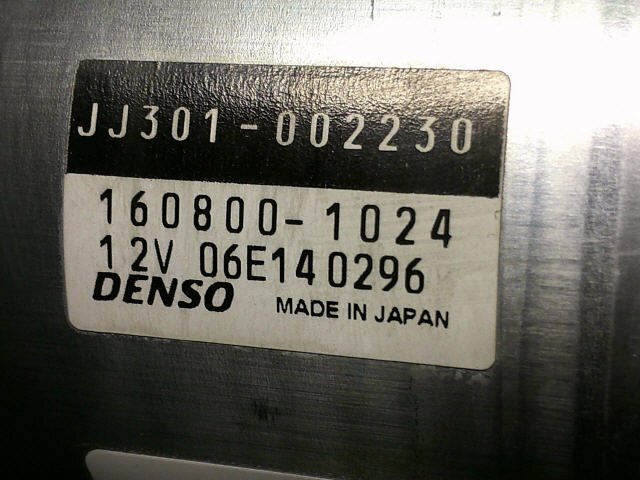 JJ301-002230
160800-1024
12V 06E140296
DENSO MADE IN JAPAN